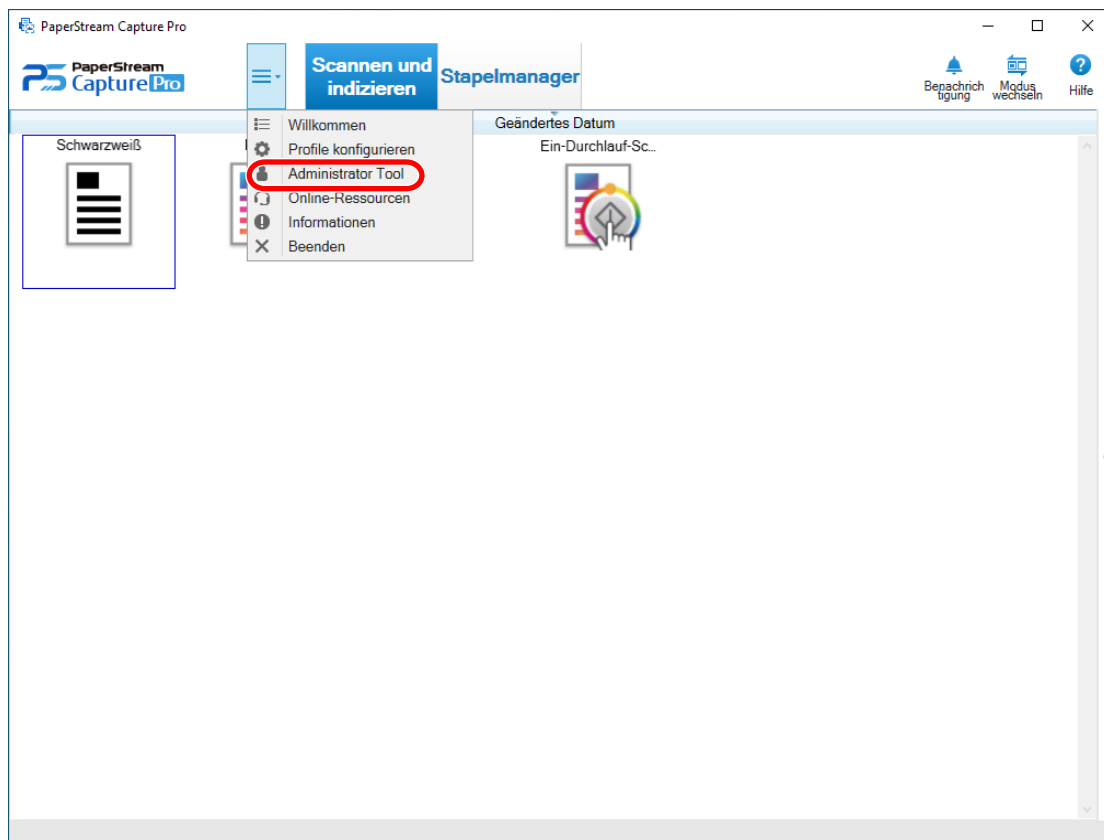 PaperStream Capture Pro
PaperStream
Capture Pro
Scannen und
indizieren
Stapelmanager
Benachrich
tigung
Modus
wechseln
Hilfe
Geändertes Datum
Willkommen
Profile konfigurieren
Administrator Tool
Online-Ressourcen
Informationen
Beenden
Schwarzweiß
Ein-Durchlauf-Sc...